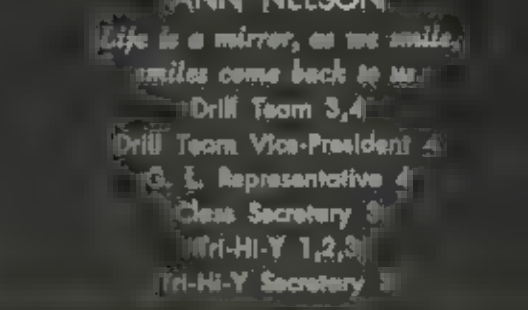 ANN NELSON
Life is a mirror, as we smile,
smiles come back to us.
Drill Team 3,4
Drill Team Vice-President 4
G. L. Representative 4
Class Secretary 3
Tri-Hi-Y 1,2,3
Tri-Hi-Y Secretary